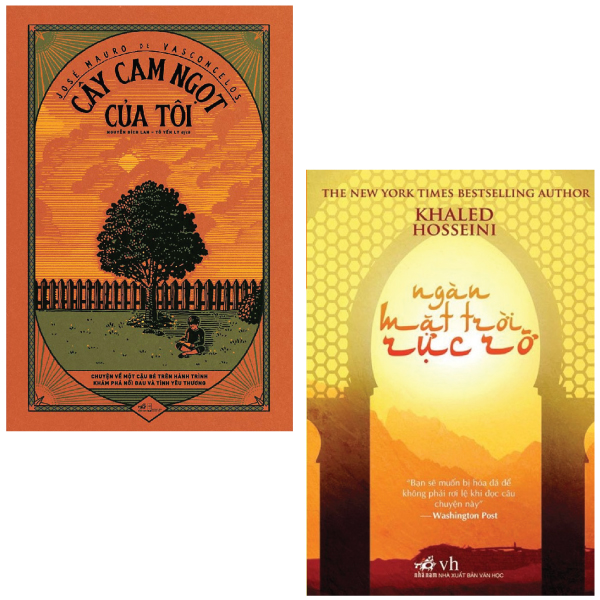 JOSÉ MAURO DE VASCONCELOS
CÂY CAM NGỌT
CỦA TÔI
NGUYỄN BÍCH LAN - TÔ YẾN LY DỊCH
CHUYỆN VỀ MỘT CẬU BÉ TRÊN HÀNH TRÌNH
KHÁM PHÁ NỖI ĐAU VÀ TÌNH YÊU THƯƠNG
THE NEW YORK TIMES BESTSELLING AUTHOR
KHALED
HOSSEINI
ngàn
mặt trời
rực rỡ
"Bạn sẽ muốn bị hóa đá để
không phải rơi lệ khi đọc câu
chuyện này"
— Washington Post
vh
nhã nam NHÀ XUẤT BẢN VĂN HỌC